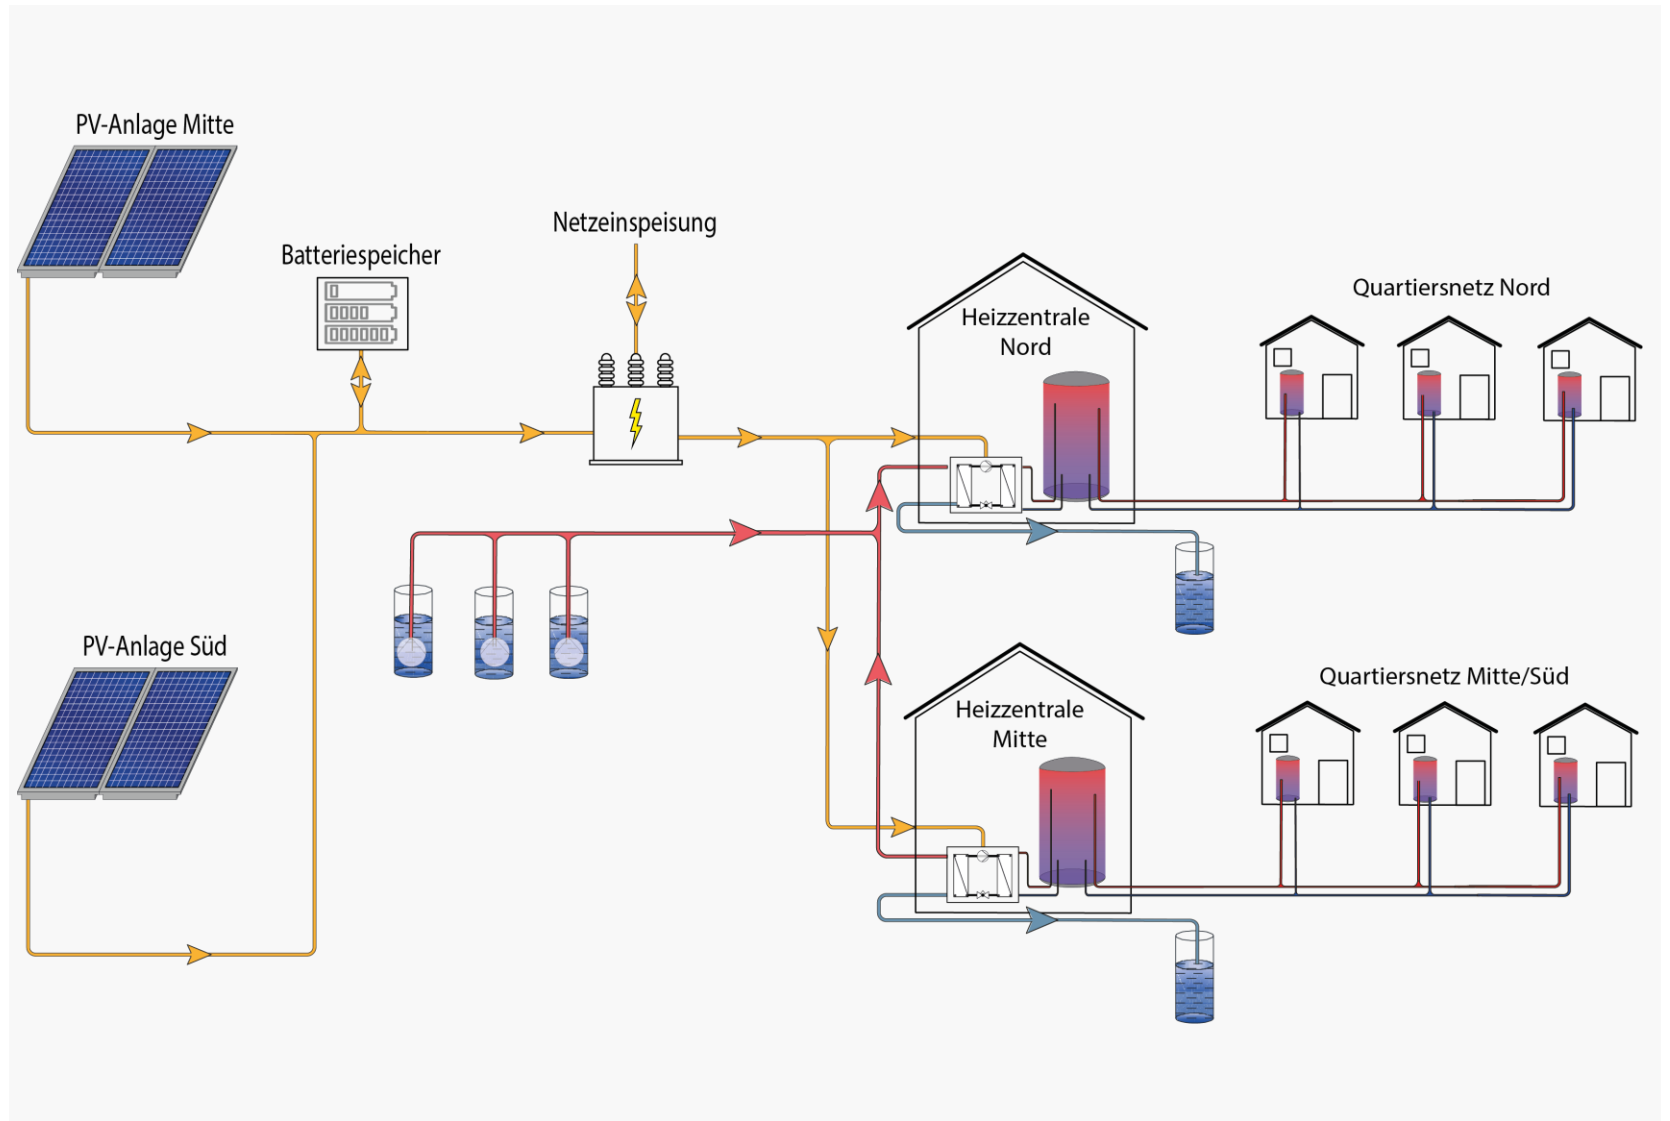 PV-Anlage Mitte
Batteriespeicher
Netzeinspeisung
Heizzentrale
Nord
Quartiersnetz Nord
PV-Anlage Süd
Heizzentrale
Mitte
Quartiersnetz Mitte/Süd